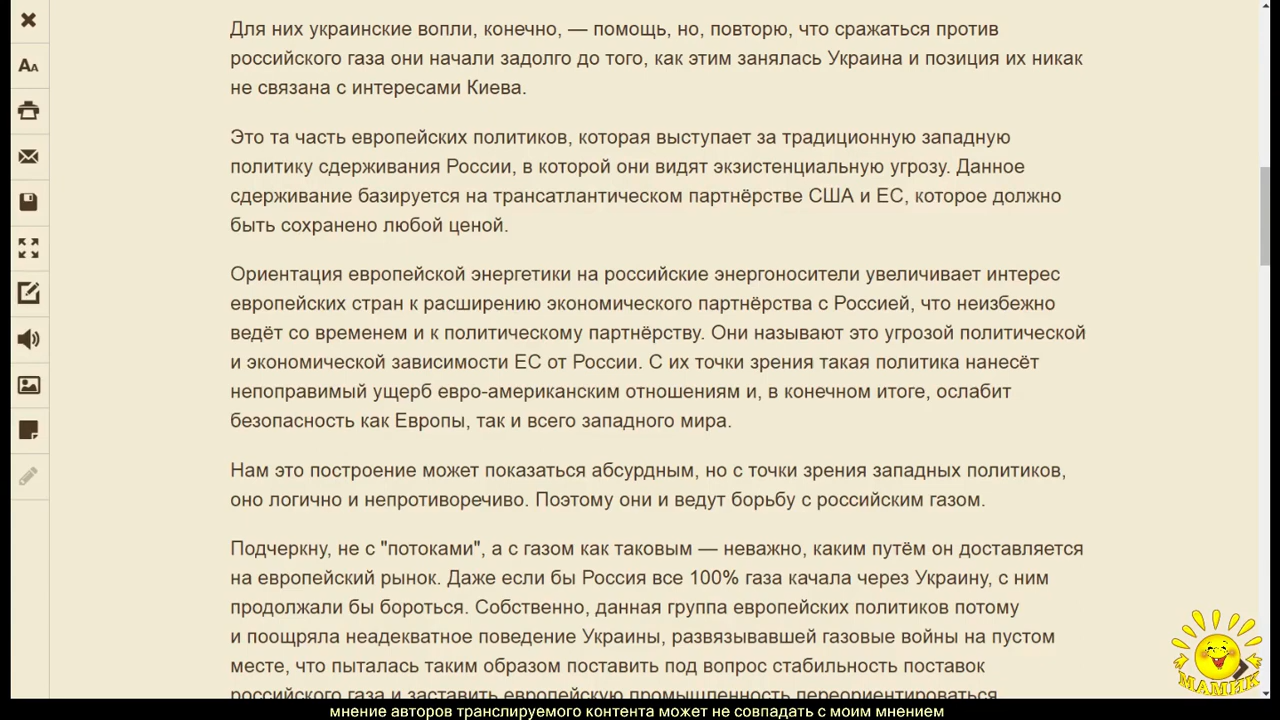 Для них украинские вопли, конечно, — помощь, но, повторю, что сражаться против
российского газа они начали задолго до того, как этим занялась Украина и позиция их никак
не связана с интересами Киева.
Это та часть европейских политиков, которая выступает за традиционную западную
политику сдерживания России, в которой они видят экзистенциальную угрозу. Данное
сдерживание базируется на трансатлантическом партнёрстве США и ЕС, которое должно
быть сохранено любой ценой.
Ориентация европейской энергетики на российские энергоносители увеличивает интерес
европейских стран к расширению экономического партнёрства с Россией, что неизбежно
ведёт со временем и к политическому партнёрству. Они называют это угрозой политической
и экономической зависимости ЕС от России. С их точки зрения такая политика нанесёт
непоправимый ущерб евро-американским отношениям и, в конечном итоге, ослабит
безопасность как Европы, так и всего западного мира.
Нам это построение может показаться абсурдным, но с точки зрения западных политиков,
оно логично и непротиворечиво. Поэтому они и ведут борьбу с российским газом.
Подчеркну, не с "потоками", а с газом как таковым — неважно, каким путём он доставляется
на европейский рынок. Даже если бы Россия все 100% газа качала через Украину, с ним
продолжали бы бороться. Собственно, данная группа европейских политиков потому
и поощряла неадекватное поведение Украины, развязывавшей газовые войны на пустом
месте, что пыталась таким образом поставить под вопрос стабильность поставок
российского газа и заставить европейскую промышленность переориентироваться
МАМИК
мнение авторов транслируемого контента может не совпадать с моим мнением